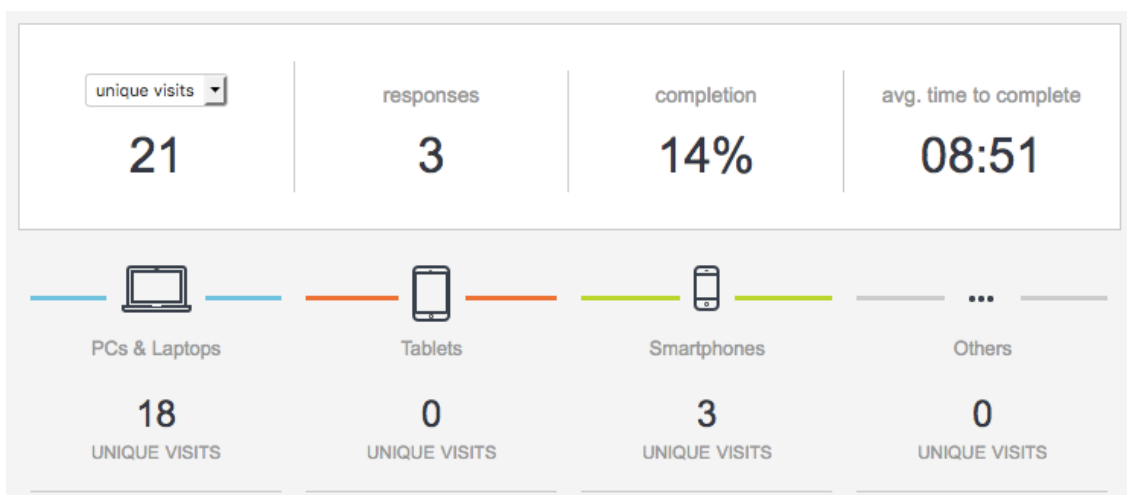 unique visits
responses
completion
avg. time to complete
21
3
14%
08:51
PCs & Laptops
Tablets
Smartphones
Others
18
0
3
0
UNIQUE VISITS
UNIQUE VISITS
UNIQUE VISITS
UNIQUE VISITS